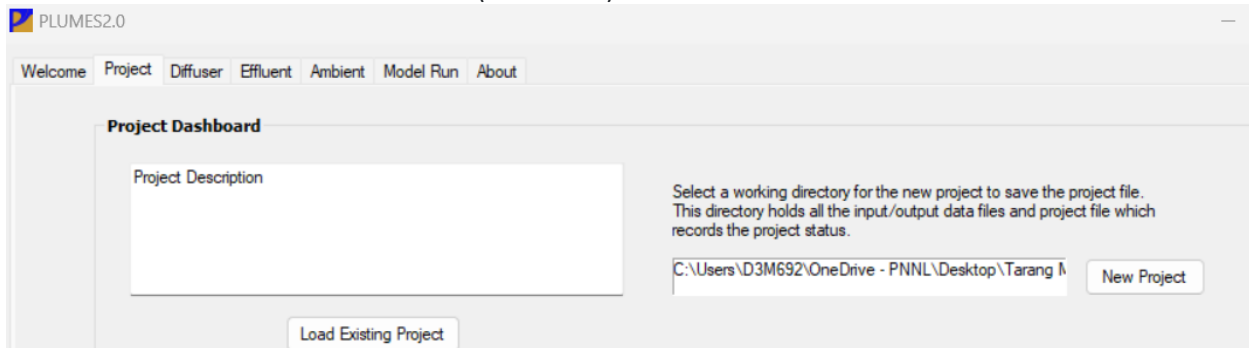 PLUMES2.0
Welcome Project Diffuser Effluent Ambient Model Run About
Project Dashboard
Project Description
Select a working directory for the new project to save the project file.
This directory holds all the input/output data files and project file which
records the project status.
C:\Users\D3M692\OneDrive - PNNL\Desktop\Tarang
New Project
Load Existing Project